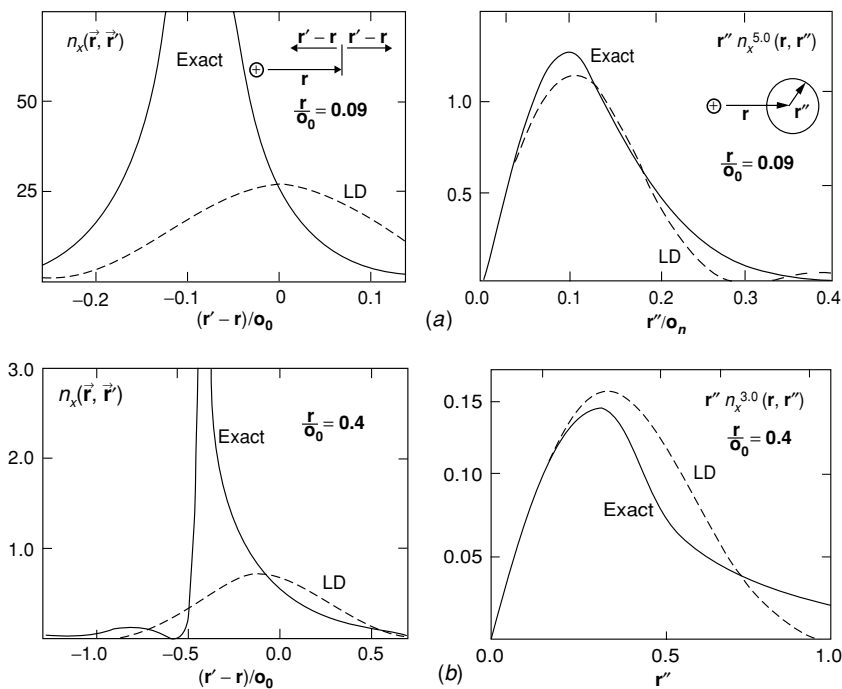 n_x(r⃗, r⃗′)
r′ – r r′ – r
Exact
⊕
r
r/o₀ = 0.09
50
25
LD
–0.2 –0.1 0 0.1
(r′ – r)/o₀
r″ n_x^5.0 (r, r″)
Exact
⊕
r r″
r/o₀ = 0.09
1.0
0.5
LD
0.0 0.1 0.2 0.3 0.4
r″/o_n
(a)
3.0
n_x(r⃗, r⃗′)
r/o₀ = 0.4
Exact
2.0
1.0
LD
–1.0 –0.5 0.0 0.5
(r′ – r)/o₀
r″ n_x^3.0 (r, r″)
r/o₀ = 0.4
0.15
LD
0.10
Exact
0.05
0.0 0.5 1.0
r″
(b)